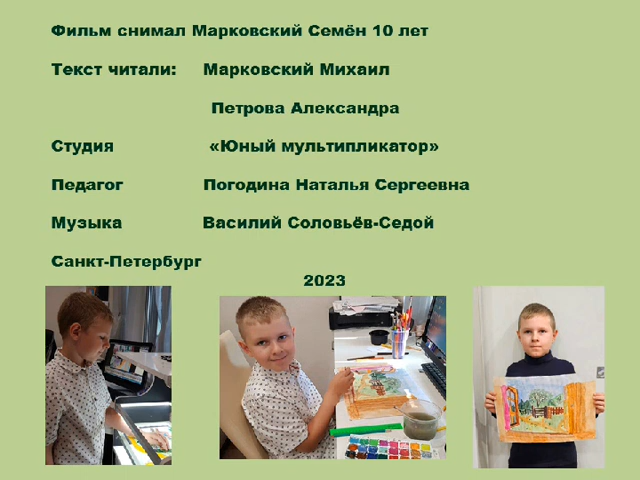 Фильм снимал Марковский Семён 10 лет
Текст читали: Марковский Михаил
Петрова Александра
Студия «Юный мультипликатор»
Педагог Погодина Наталья Сергеевна
Музыка Василий Соловьёв-Седой
Санкт-Петербург
2023